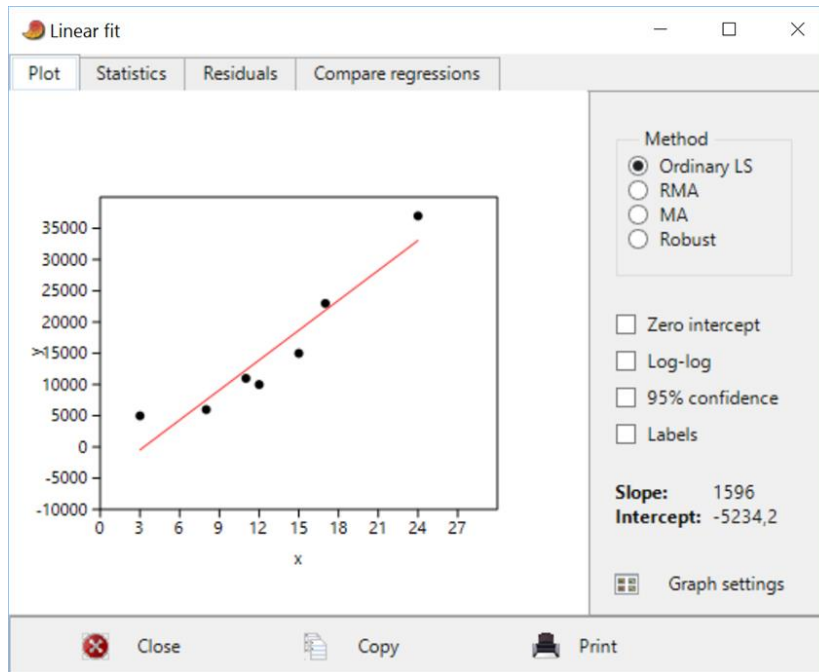 Linear fit
Plot Statistics Residuals Compare regressions
35000
30000
25000
20000
15000
10000
5000
0
-5000
-10000
y
0 3 6 9 12 15 18 21 24 27
x
Method
Ordinary LS
RMA
MA
Robust
Zero intercept
Log-log
95% confidence
Labels
Slope: 1596
Intercept: -5234,2
Graph settings
Close Copy Print